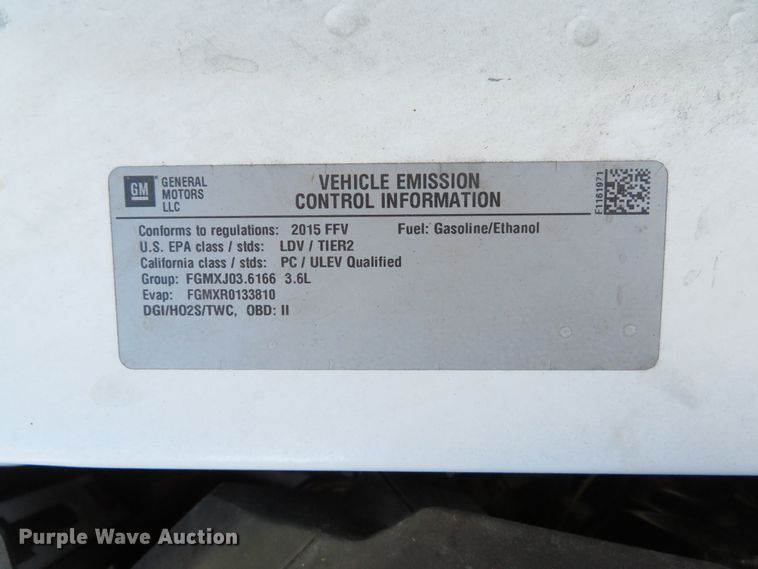 GM GENERAL MOTORS LLC
VEHICLE EMISSION
CONTROL INFORMATION
F1161971
Conforms to regulations: 2015 FFV Fuel: Gasoline/Ethanol
U.S. EPA class / stds: LDV / TIER2
California class / stds: PC / ULEV Qualified
Group: FGMXJ03.6166 3.6L
Evap: FGMXR0133810
DGI/HO2S/TWC, OBD: II
Purple Wave Auction